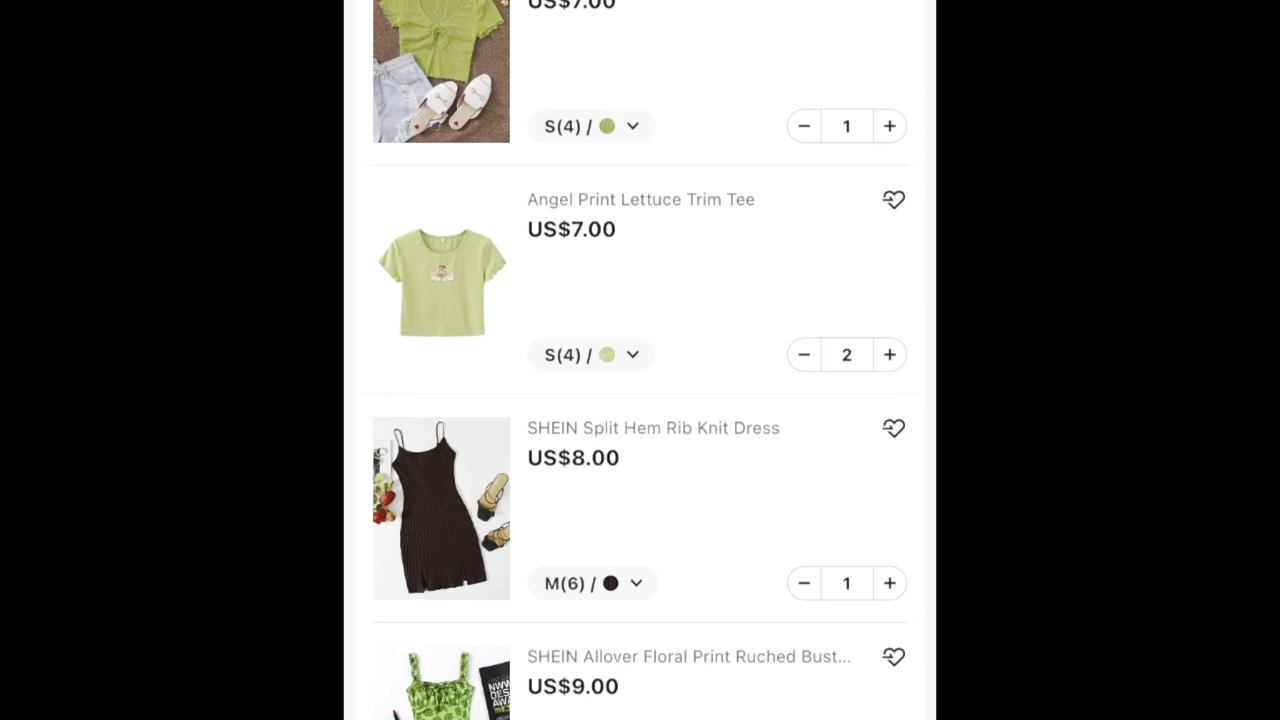 US$7.00
S(4) /
1
Angel Print Lettuce Trim Tee
US$7.00
S(4) /
2
SHEIN Split Hem Rib Knit Dress
US$8.00
M(6) /
1
SHEIN Allover Floral Print Ruched Bust...
US$9.00